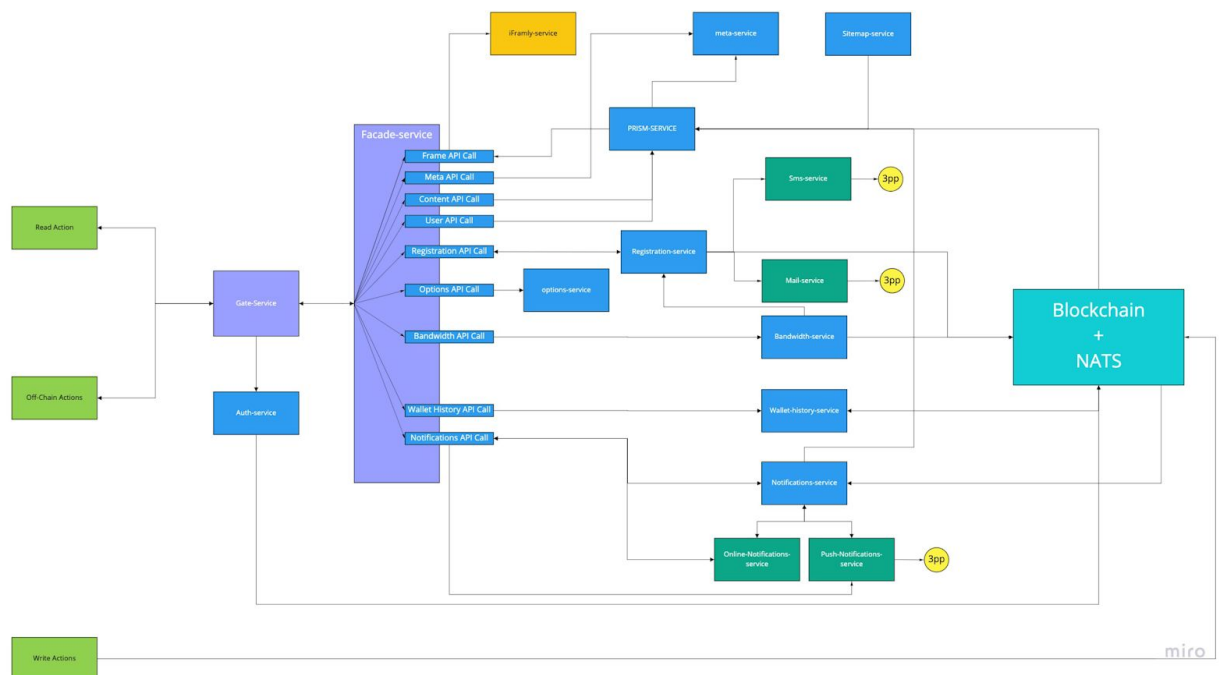 iFramly-service
meta-service
Sitemap-service
Facade-service
PRISM-SERVICE
Frame API Call
Meta API Call
Content API Call
User API Call
Registration API Call
Options API Call
Bandwidth API Call
Wallet History API Call
Notifications API Call
Sms-service
3pp
Read Action
Registration-service
Mail-service
3pp
Gate-Service
options-service
Blockchain
+
NATS
Bandwidth-service
Off-Chain Actions
Auth-service
Wallet-history-service
Notifications-service
Online-Notifications-
service
Push-Notifications-
service
3pp
Write Actions
miro